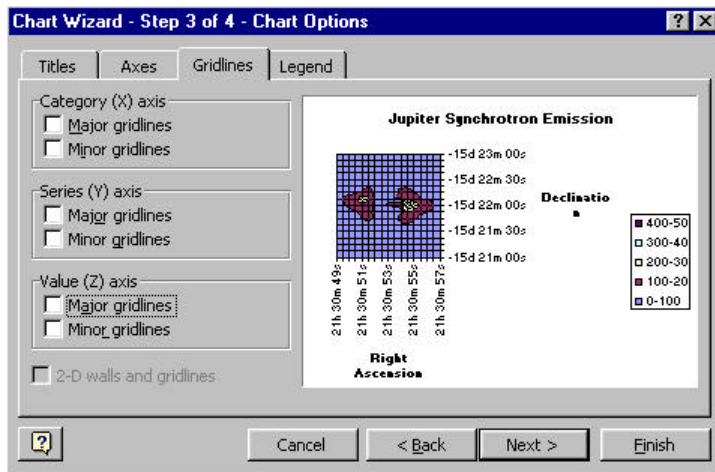 Chart Wizard - Step 3 of 4 - Chart Options
Titles
Axes
Gridlines
Legend
Category (X) axis
Major gridlines
Minor gridlines
Series (Y) axis
Major gridlines
Minor gridlines
Value (Z) axis
Major gridlines
Minor gridlines
2-D walls and gridlines
Jupiter Synchrotron Emission
-15d 23m 00s
-15d 22m 30s
-15d 22m 00s
-15d 21m 30s
-15d 21m 00s
Declinatio
n
400-50
300-40
200-30
100-20
0-100
21h 30m 49s
21h 30m 51s
21h 30m 53s
21h 30m 55s
21h 30m 57s
Right
Ascension
Cancel
< Back
Next >
Finish